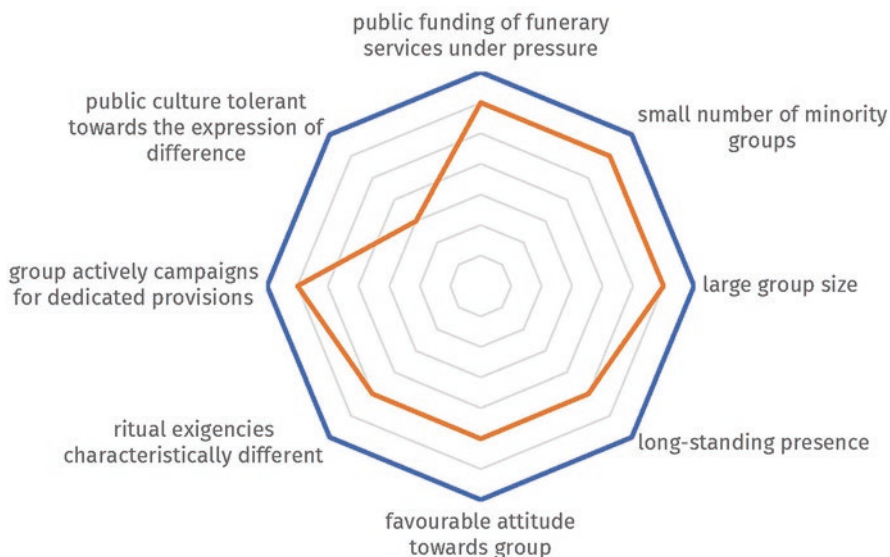 public funding of funerary
services under pressure
small number of minority
groups
large group size
long-standing presence
favourable attitude
towards group
ritual exigencies
characteristically different
group actively campaigns
for dedicated provisions
public culture tolerant
towards the expression of
difference